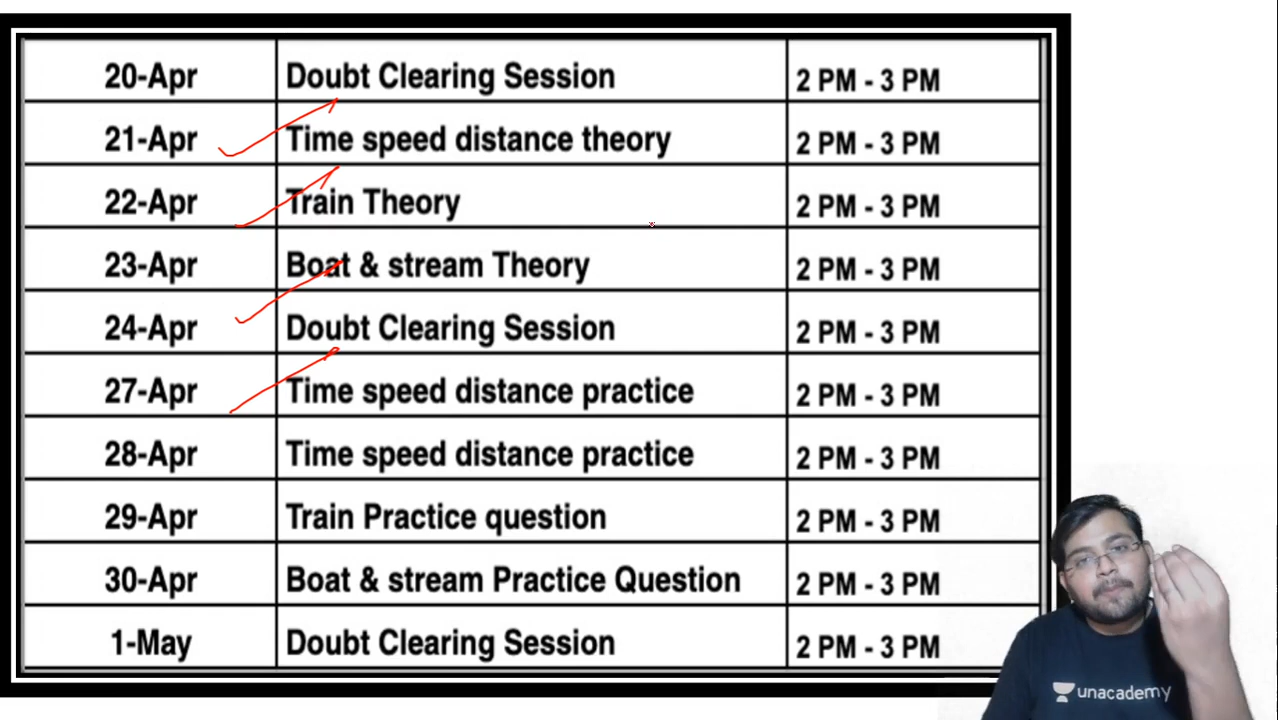 20-Apr Doubt Clearing Session 2 PM - 3 PM
21-Apr Time speed distance theory 2 PM - 3 PM
22-Apr Train Theory 2 PM - 3 PM
23-Apr Boat & stream Theory 2 PM - 3 PM
24-Apr Doubt Clearing Session 2 PM - 3 PM
27-Apr Time speed distance practice 2 PM - 3 PM
28-Apr Time speed distance practice 2 PM - 3 PM
29-Apr Train Practice question 2 PM - 3 PM
30-Apr Boat & stream Practice Question 2 PM - 3 PM
1-May Doubt Clearing Session 2 PM - 3 PM
unacademy